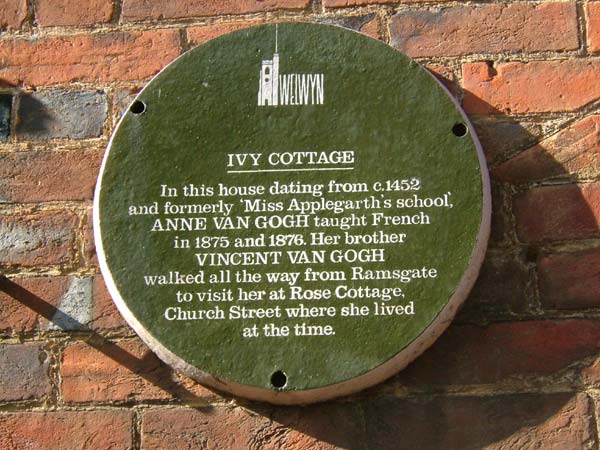 WELWYN
IVY COTTAGE
In this house dating from c.1452
and formerly 'Miss Applegarth's school',
ANNE VAN GOGH taught French
in 1875 and 1876. Her brother
VINCENT VAN GOGH
walked all the way from Ramsgate
to visit her at Rose Cottage,
Church Street where she lived
at the time.